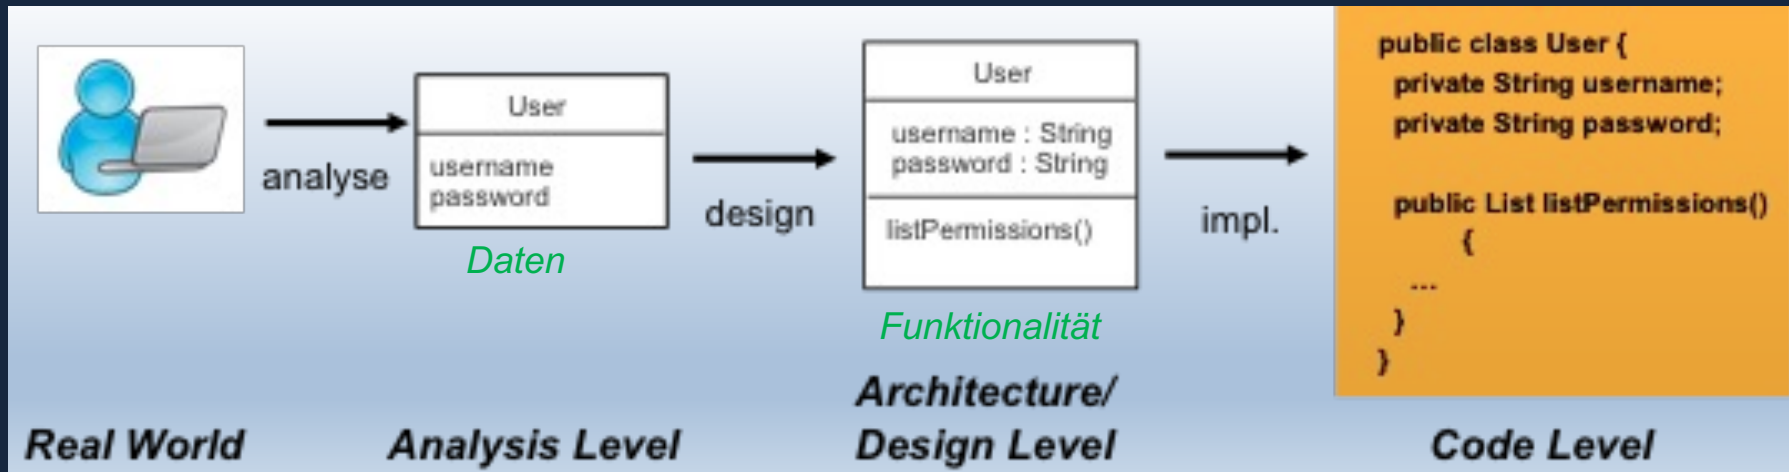 analyse
User
username
password
Daten
design
User
username : String
password : String
listPermissions()
Funktionalität
impl.
public class User {
private String username;
private String password;
public List listPermissions()
{
...
}
}
Real World
Analysis Level
Architecture/
Design Level
Code Level